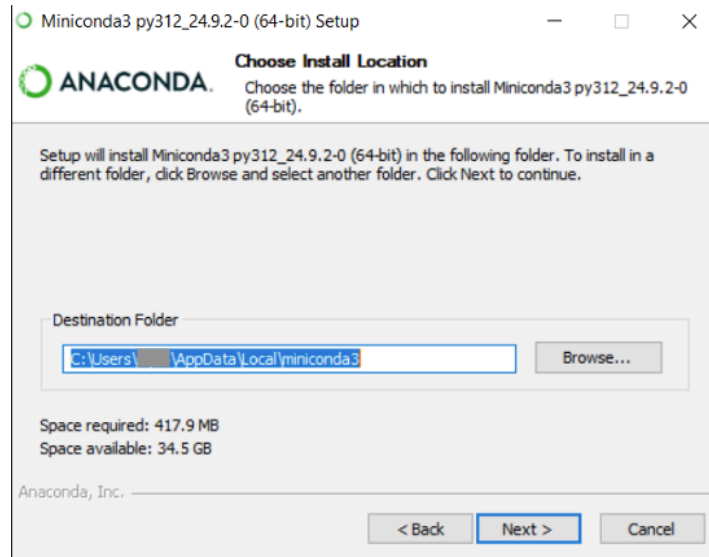 Miniconda3 py312_24.9.2-0 (64-bit) Setup
ANACONDA.
Choose Install Location
Choose the folder in which to install Miniconda3 py312_24.9.2-0
(64-bit).
Setup will install Miniconda3 py312_24.9.2-0 (64-bit) in the following folder. To install in a
different folder, click Browse and select another folder. Click Next to continue.
Destination Folder
C:\Users\ \AppData\Local\miniconda3
Browse...
Space required: 417.9 MB
Space available: 34.5 GB
Anaconda, Inc.
< Back
Next >
Cancel